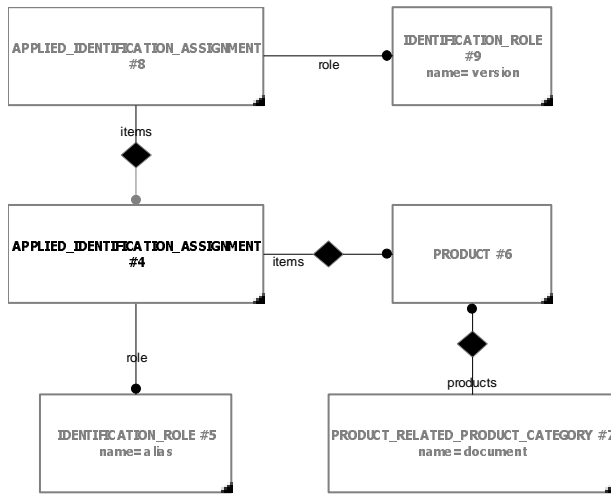 APPLIED_IDENTIFICATION_ASSIGNMENT
#8
role
IDENTIFICATION_ROLE
#9
name=version
items
APPLIED_IDENTIFICATION_ASSIGNMENT
#4
items
PRODUCT #6
role
products
IDENTIFICATION_ROLE #5
name=alias
PRODUCT_RELATED_PRODUCT_CATEGORY #7
name=document